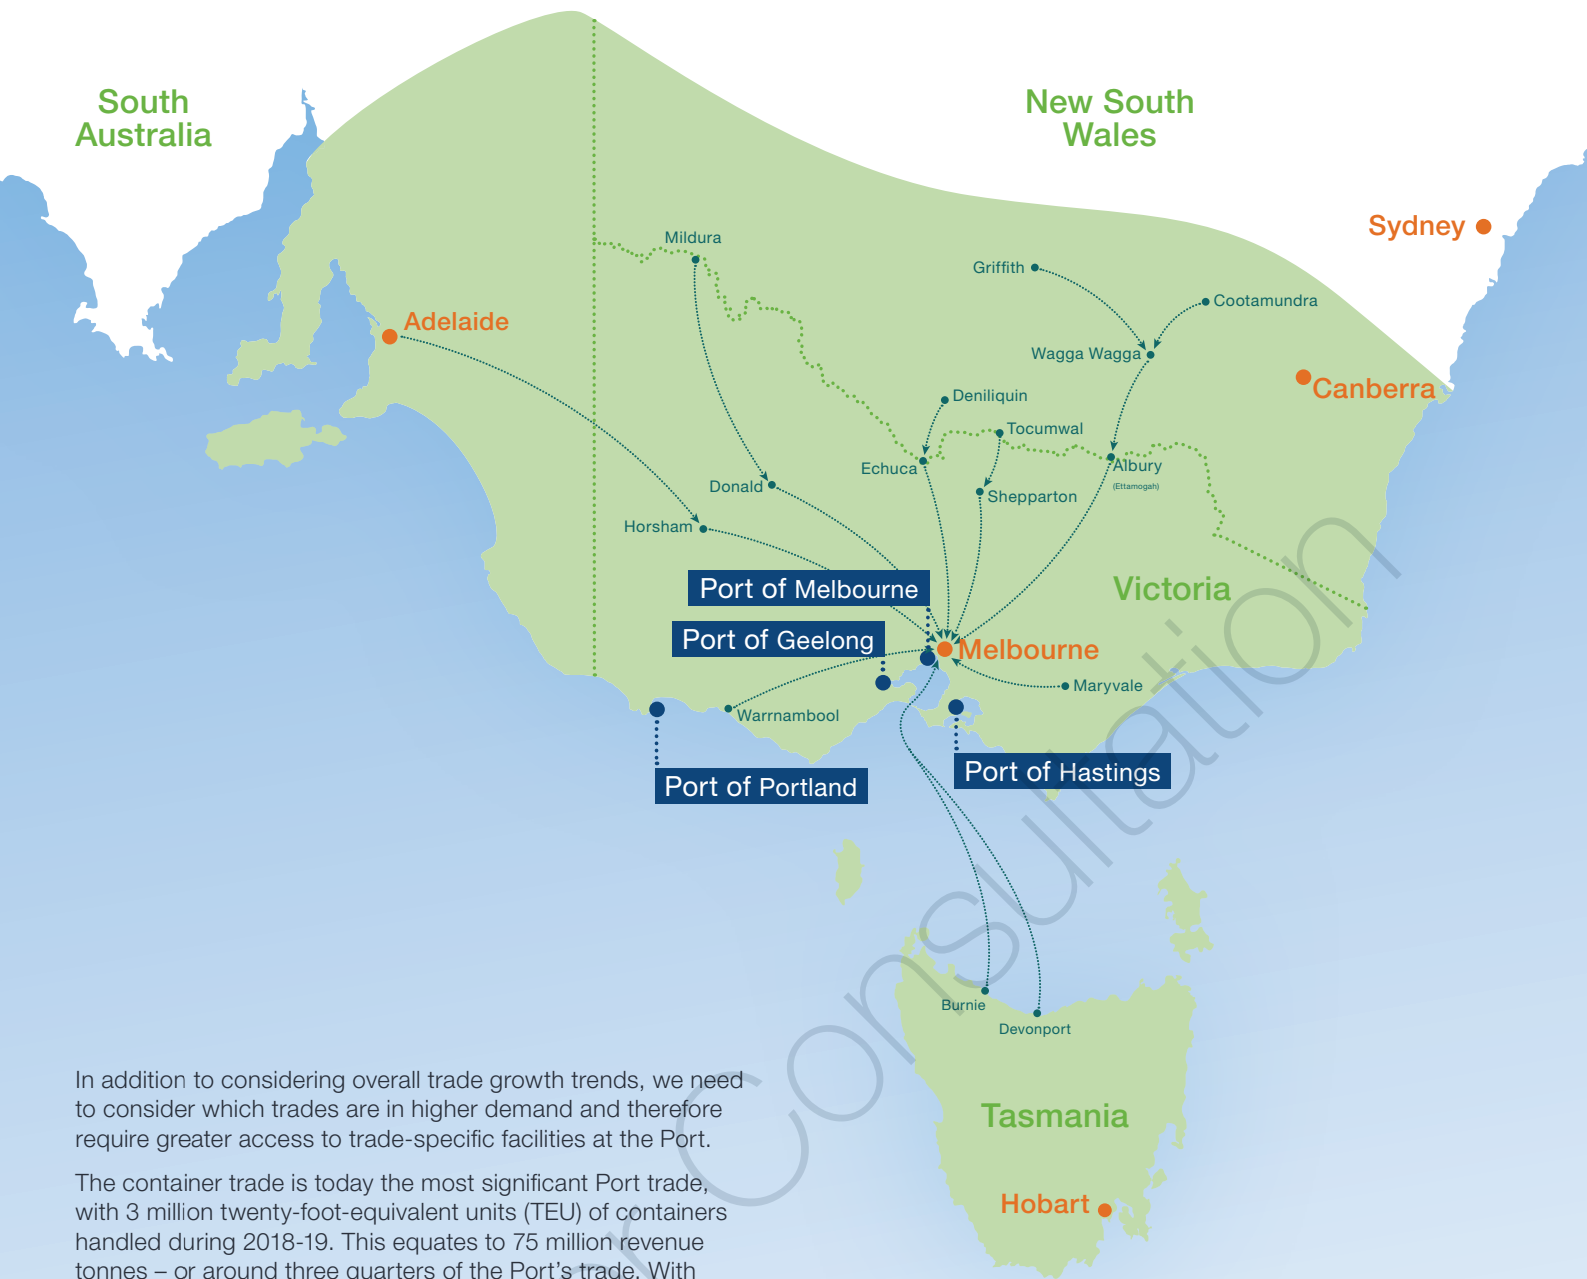 South
Australia
New South
Wales
Sydney
Mildura
Griffith
Cootamundra
Adelaide
Wagga Wagga
Canberra
Deniliquin
Tocumwal
Echuca
Albury
(Ettamogah)
Donald
Shepparton
Horsham
Port of Melbourne
Victoria
Port of Geelong
Melbourne
Maryvale
Warrnambool
Port of Hastings
Port of Portland
Burnie
Devonport
Tasmania
Hobart
In addition to considering overall trade growth trends, we need
to consider which trades are in higher demand and therefore
require greater access to trade-specific facilities at the Port.
The container trade is today the most significant Port trade,
with 3 million twenty-foot-equivalent units (TEU) of containers
handled during 2018-19. This equates to 75 million revenue
tonnes – or around three quarters of the Port's trade. With
Consultation